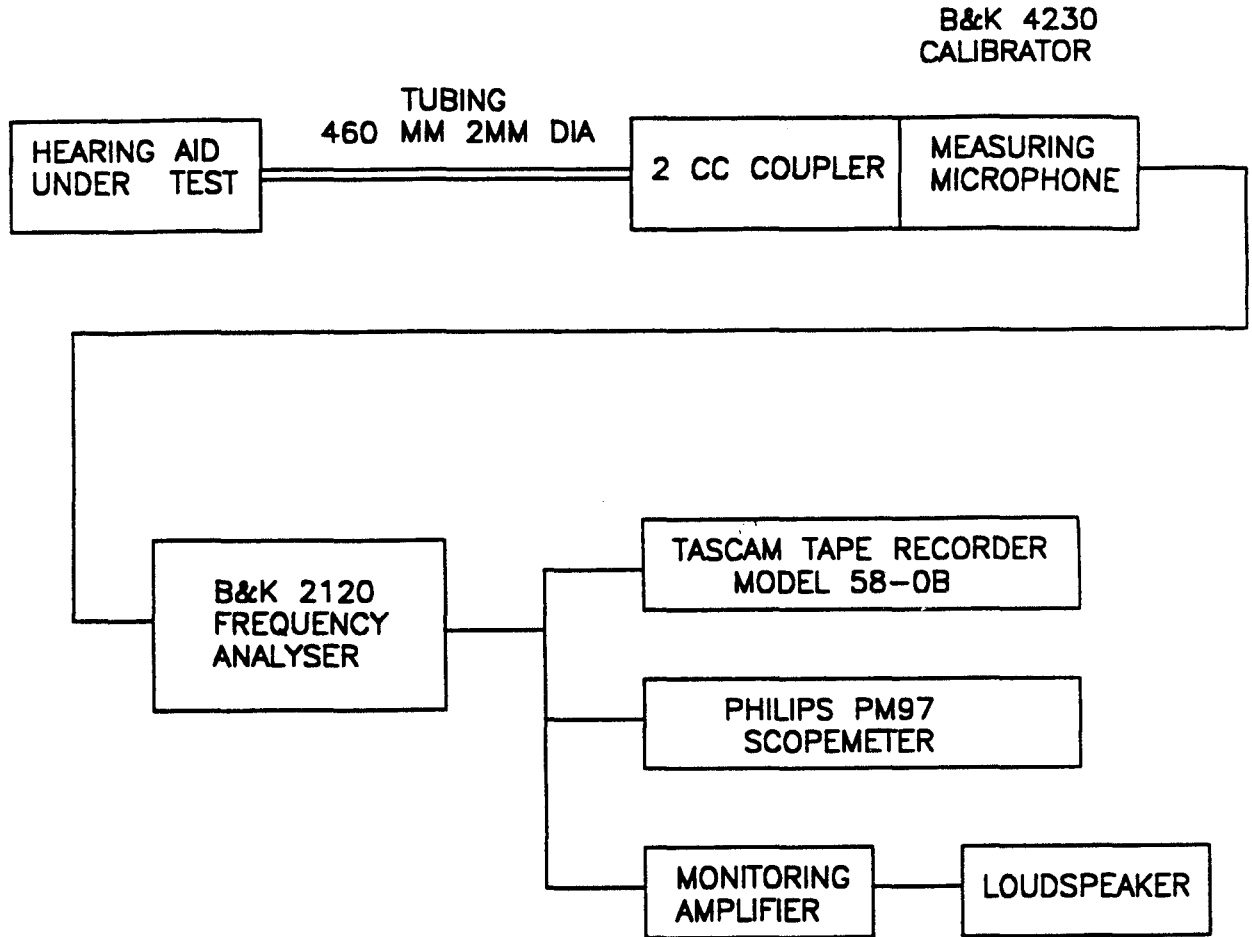 B&K 4230
CALIBRATOR
TUBING
460 MM 2MM DIA
HEARING AID
UNDER TEST
2 CC COUPLER
MEASURING
MICROPHONE
B&K 2120
FREQUENCY
ANALYSER
TASCAM TAPE RECORDER
MODEL 58-0B
PHILIPS PM97
SCOPEMETER
MONITORING
AMPLIFIER
LOUDSPEAKER